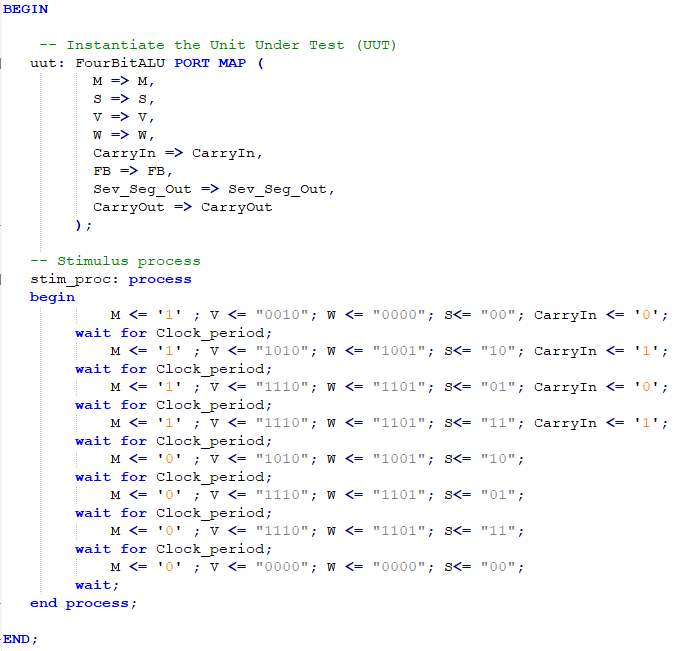 BEGIN
-- Instantiate the Unit Under Test (UUT)
uut: FourBitALU PORT MAP (
M => M,
S => S,
V => V,
W => W,
CarryIn => CarryIn,
FB => FB,
Sev_Seg_Out => Sev_Seg_Out,
CarryOut => CarryOut
);
-- Stimulus process
stim_proc: process
begin
M <= '1' ; V <= "0010"; W <= "0000"; S<= "00"; CarryIn <= '0';
wait for Clock_period;
M <= '1' ; V <= "1010"; W <= "1001"; S<= "10"; CarryIn <= '1';
wait for Clock_period;
M <= '1' ; V <= "1110"; W <= "1101"; S<= "01"; CarryIn <= '0';
wait for Clock_period;
M <= '1' ; V <= "1110"; W <= "1101"; S<= "11"; CarryIn <= '1';
wait for Clock_period;
M <= '0' ; V <= "1010"; W <= "1001"; S<= "10";
wait for Clock_period;
M <= '0' ; V <= "1110"; W <= "1101"; S<= "01";
wait for Clock_period;
M <= '0' ; V <= "1110"; W <= "1101"; S<= "11";
wait for Clock_period;
M <= '0' ; V <= "0000"; W <= "0000"; S<= "00";
wait;
end process;
END;